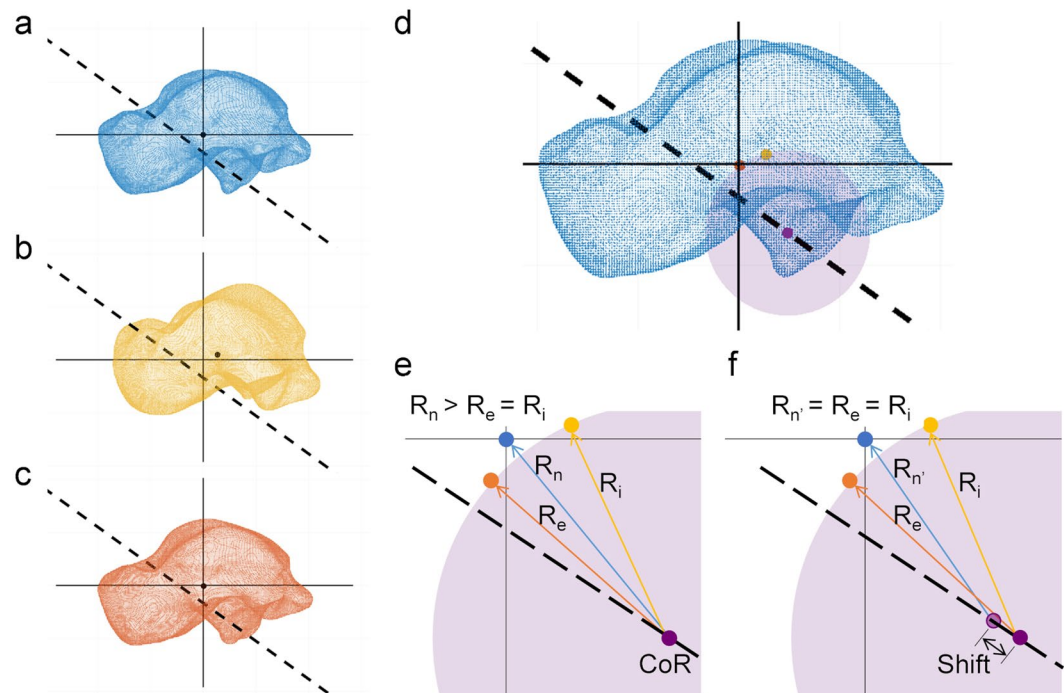 a
b
c
d
e
Rn > Re = Ri
Rn
Ri
Re
CoR
f
Rn' = Re = Ri
Rn'
Ri
Re
Shift